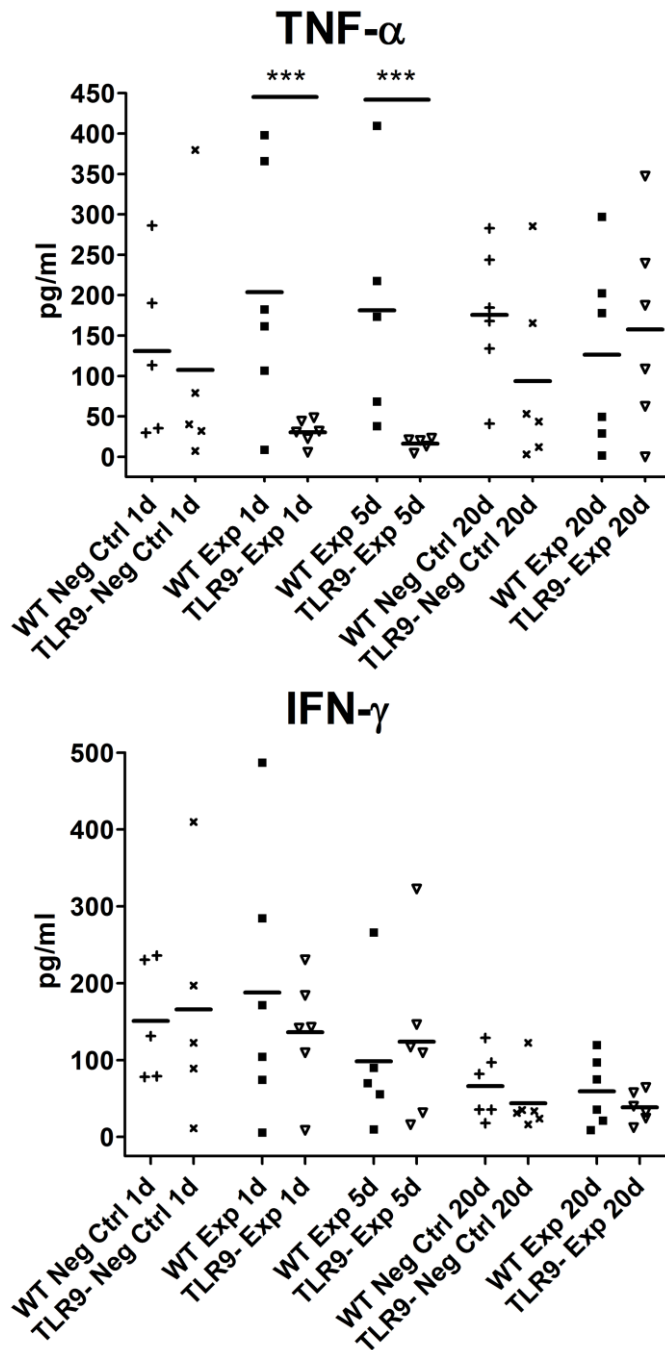 TNF-α
*** ***
450
400
350
300
250
200
150
100
50
0
pg/ml
WT Neg Ctrl 1d
TLR9- Neg Ctrl 1d
WT Exp 1d
TLR9- Exp 1d
WT Exp 5d
TLR9- Exp 5d
WT Neg Ctrl 20d
TLR9- Neg Ctrl 20d
WT Exp 20d
TLR9- Exp 20d
IFN-γ
500
400
300
200
100
0
pg/ml
WT Neg Ctrl 1d
TLR9- Neg Ctrl 1d
WT Exp 1d
TLR9- Exp 1d
WT Exp 5d
TLR9- Exp 5d
WT Neg Ctrl 20d
TLR9- Neg Ctrl 20d
WT Exp 20d
TLR9- Exp 20d